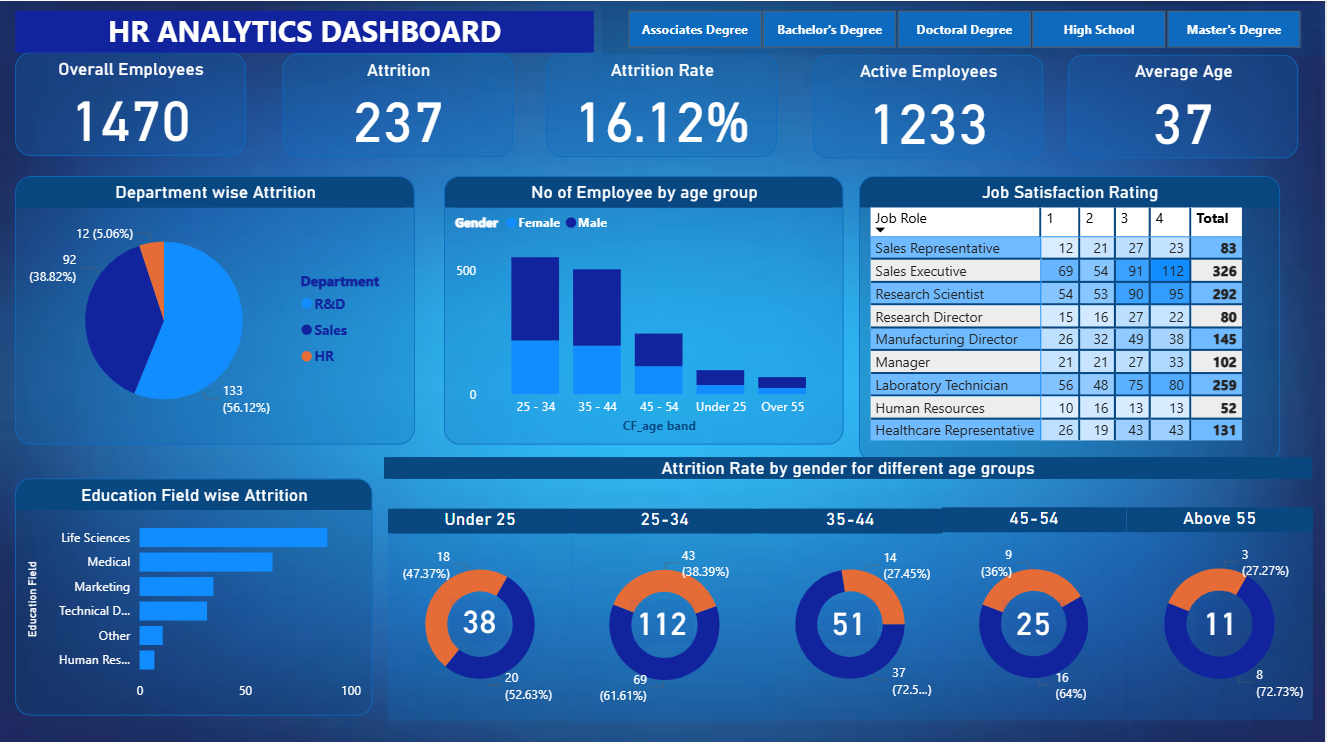 HR ANALYTICS DASHBOARD
Associates Degree
Bachelor's Degree
Doctoral Degree
High School
Master's Degree
Overall Employees
1470
Attrition
237
Attrition Rate
16.12%
Active Employees
1233
Average Age
37
Department wise Attrition
12 (5.06%)
92
(38.82%)
133
(56.12%)
Department
R&D
Sales
HR
No of Employee by age group
Gender Female Male
500
0
25 - 34 35 - 44 45 - 54 Under 25 Over 55
CF_age band
Job Satisfaction Rating
Job Role 1 2 3 4 Total
Sales Representative 12 21 27 23 83
Sales Executive 69 54 91 112 326
Research Scientist 54 53 90 95 292
Research Director 15 16 27 22 80
Manufacturing Director 26 32 49 38 145
Manager 21 21 27 33 102
Laboratory Technician 56 48 75 80 259
Human Resources 10 16 13 13 52
Healthcare Representative 26 19 43 43 131
Education Field wise Attrition
Education Field
Life Sciences
Medical
Marketing
Technical D...
Other
Human Res...
0 50 100
Attrition Rate by gender for different age groups
Under 25
18
(47.37%)
38
20
(52.63%)
25-34
43
(38.39%)
112
69
(61.61%)
35-44
14
(27.45%)
51
37
(72.5...)
45-54
9
(36%)
25
16
(64%)
Above 55
3
(27.27%)
11
8
(72.73%)